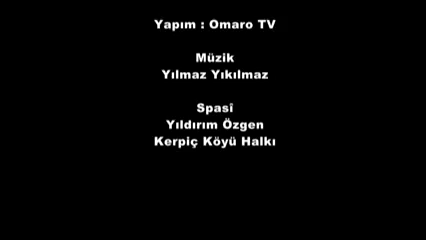 Yapım : Omaro TV
Müzik
Yılmaz Yıkılmaz
Spasî
Yıldırım Özgen
Kerpiç Köyü Halkı